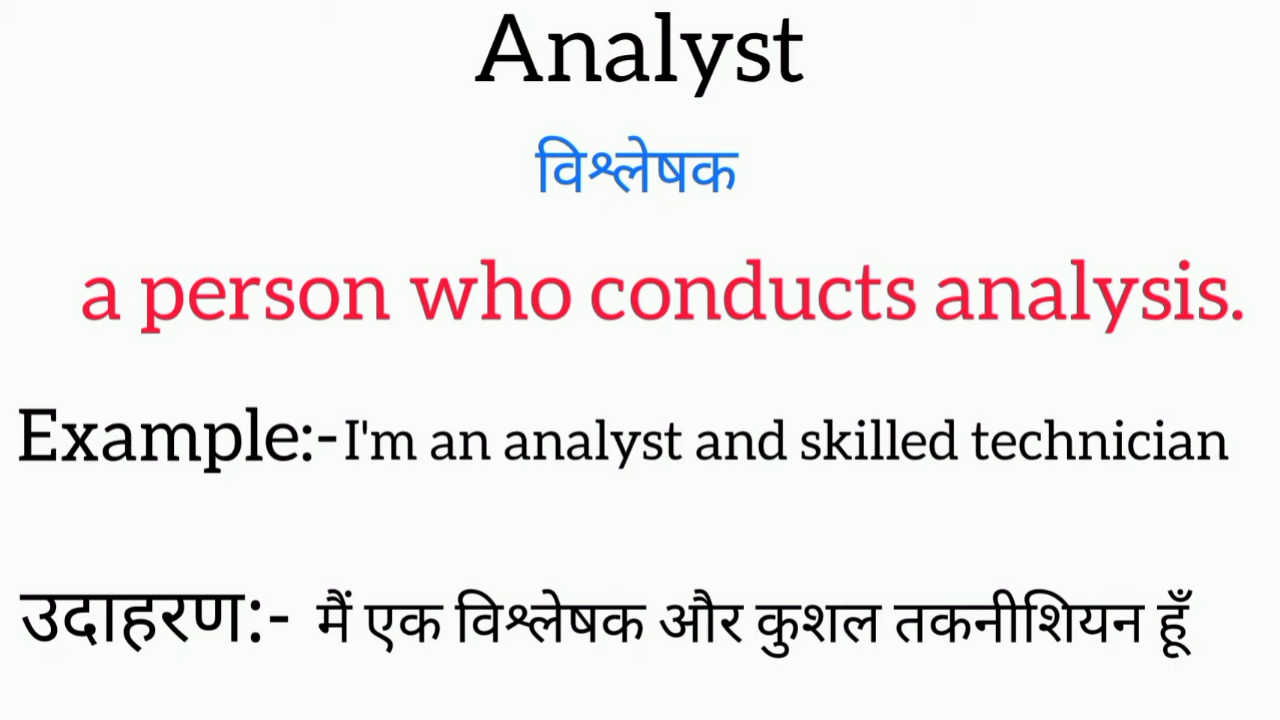 Analyst
विश्लेषक
a person who conducts analysis.
Example:-I'm an analyst and skilled technician
उदाहरण:- मैं एक विश्लेषक और कुशल तकनीशियन हूँ